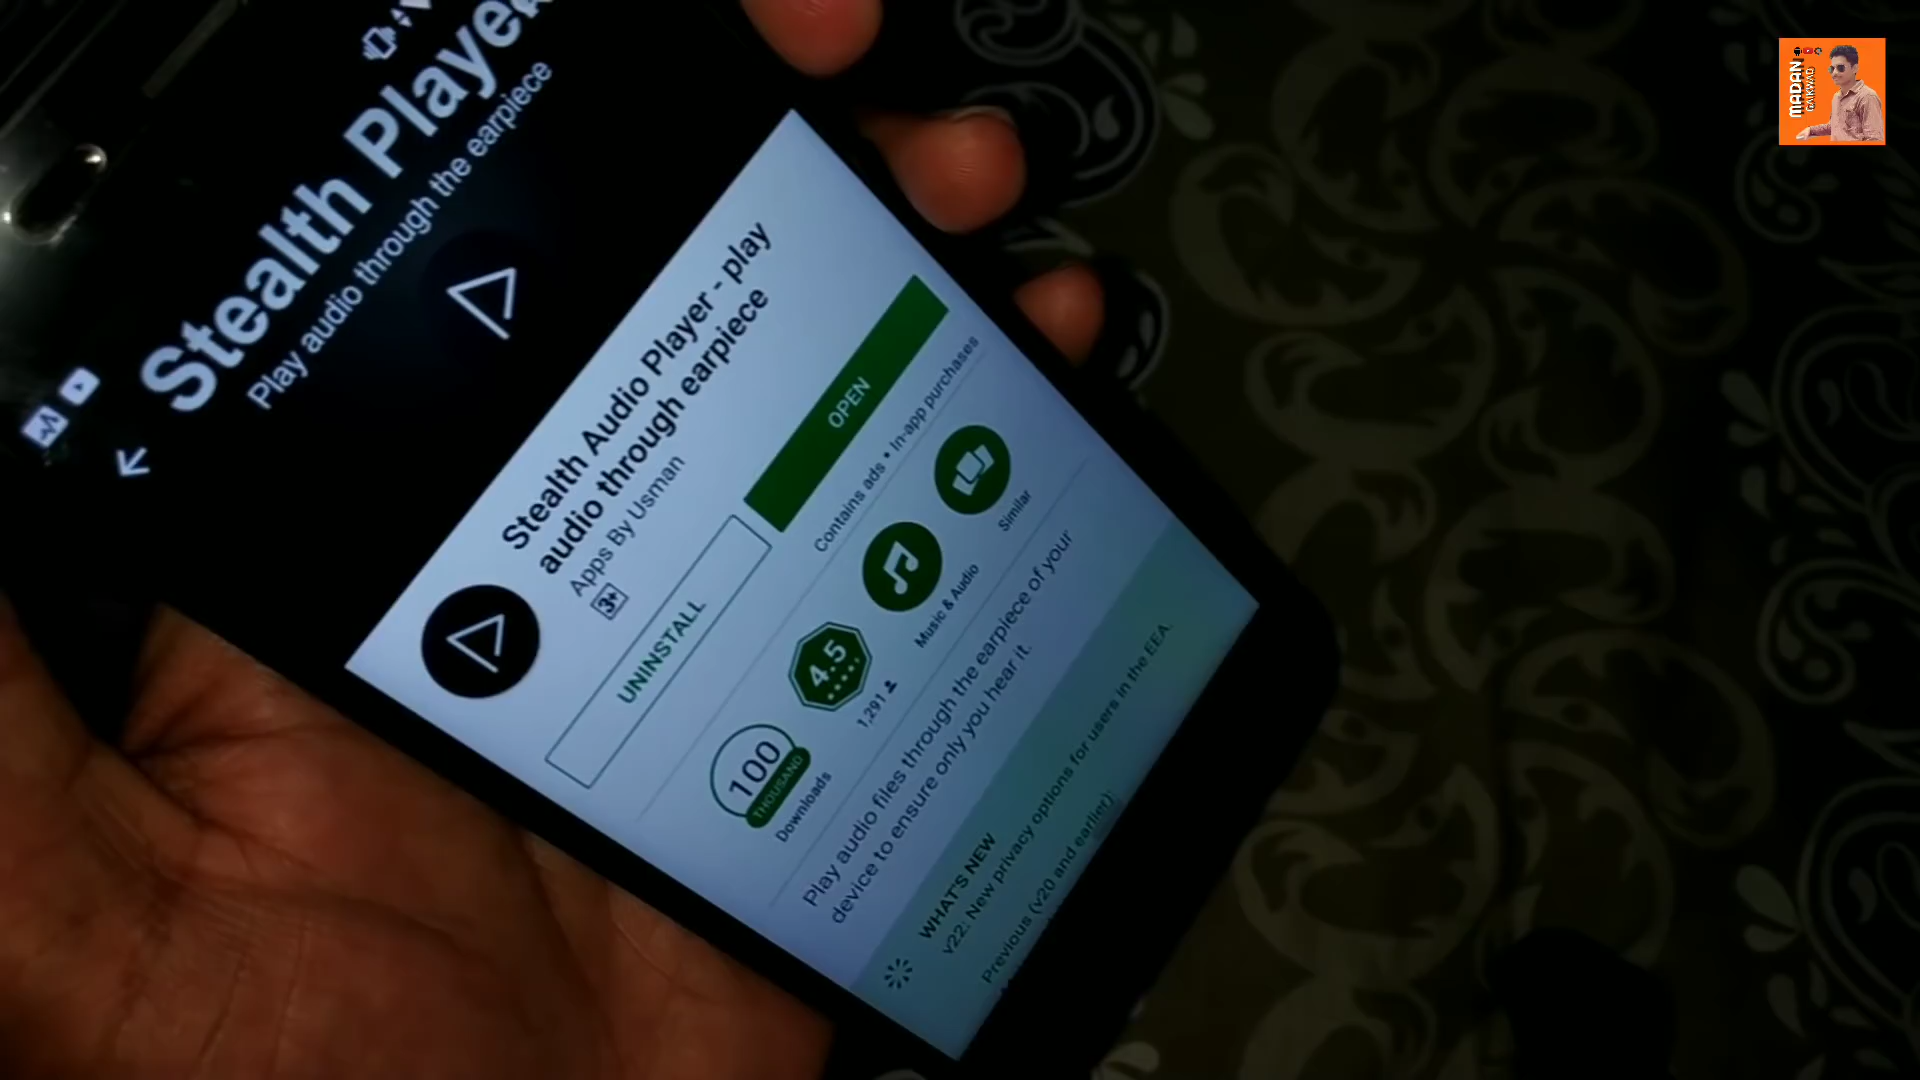 Stealth Player
Play audio through the earpiece
Stealth Audio Player - play
audio through earpiece
Apps By Usman
3+
UNINSTALL
OPEN
Contains ads • In-app purchases
100
THOUSAND
Downloads
4.5
1,291
Music & Audio
Similar
Play audio files through the earpiece of your
device to ensure only you hear it.
WHAT'S NEW
v22: New privacy options for users in the EEA.
Previous (v20 and earlier):
MADAN
GAIKWAD